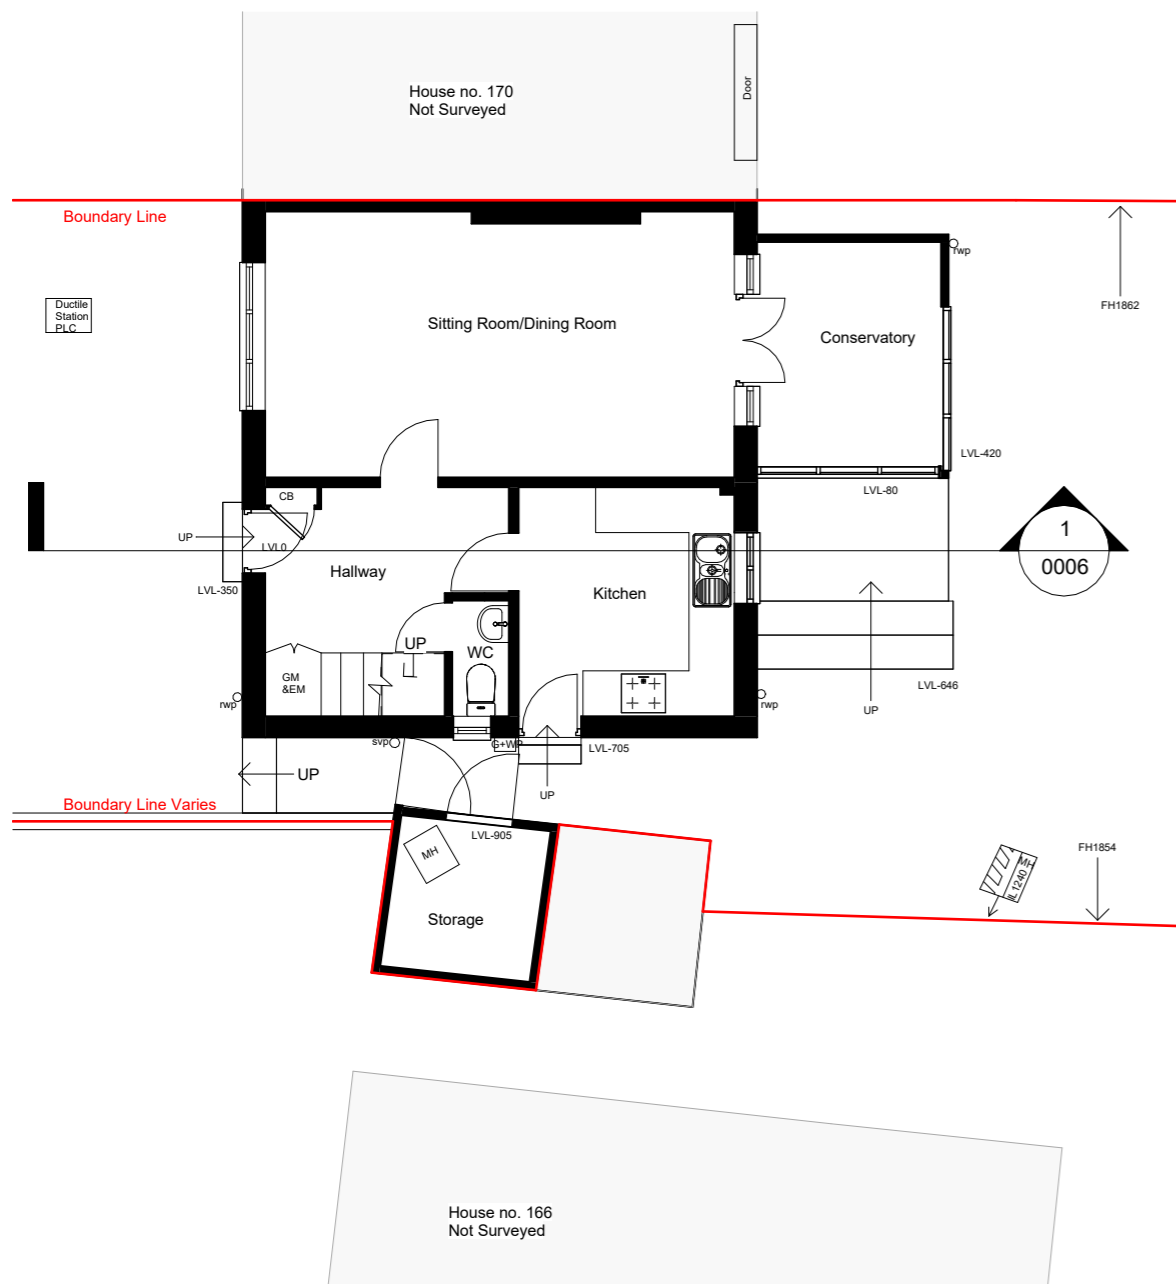 House no. 170
Not Surveyed
Door
Boundary Line
rwp
Ductile
Station
PLC
FH1862
Sitting Room/Dining Room
Conservatory
LVL-420
LVL-80
CB
UP
LVL0
1
0006
Hallway
LVL-350
Kitchen
UP
WC
GM
&EM
LVL-646
rwp
rwp
UP
svp
G+WP
LVL-705
UP
UP
Boundary Line Varies
LVL-905
MH
FH1854
MH
IL1240
Storage
House no. 166
Not Surveyed